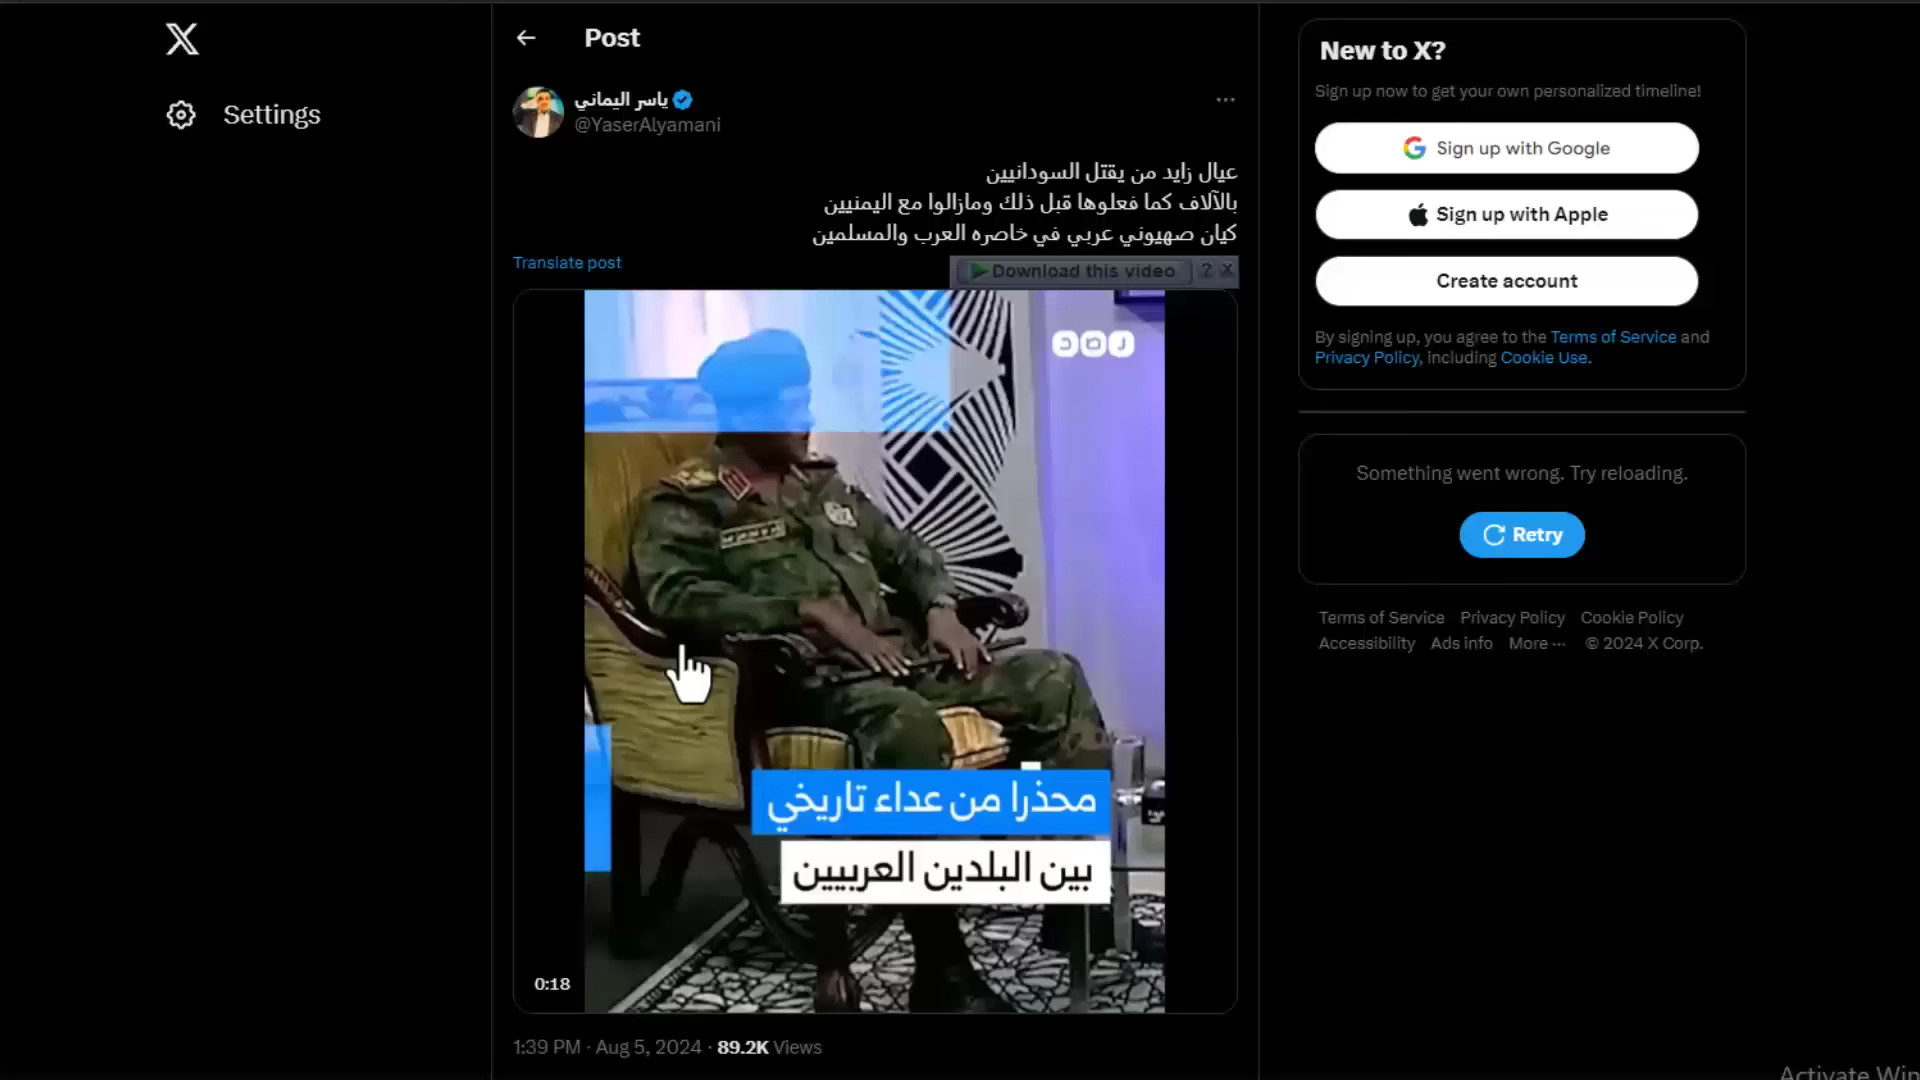 Post
Settings
ياسر اليماني
@YaserAlyamani
عيال زايد من يقتل السودانيين
بالآلاف كما فعلوها قبل ذلك ومازالوا مع اليمنيين
كيان صهيوني عربي في خاصره العرب والمسلمين
Translate post
Download this video ? X
محذرا من عداء تاريخي
بين البلدين العربيين
0:18
1:39 PM · Aug 5, 2024 · 89.2K Views
New to X?
Sign up now to get your own personalized timeline!
Sign up with Google
Sign up with Apple
Create account
By signing up, you agree to the Terms of Service and
Privacy Policy, including Cookie Use.
Something went wrong. Try reloading.
Retry
Terms of Service Privacy Policy Cookie Policy
Accessibility Ads info More ··· © 2024 X Corp.
Activate Win